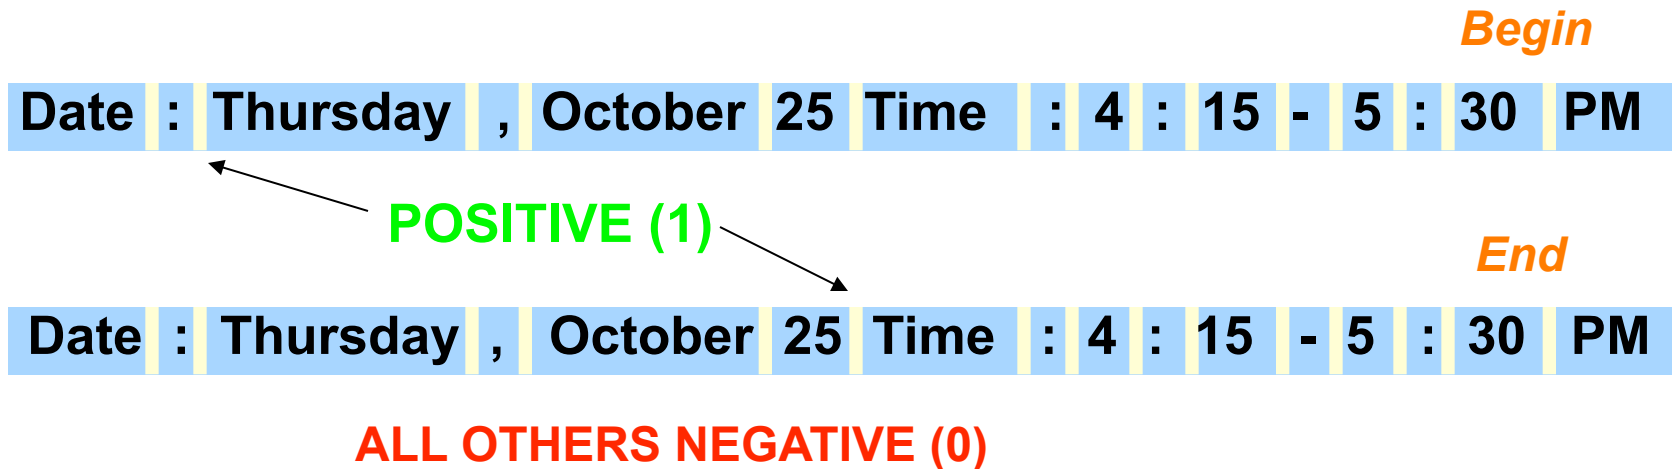 Begin
Date : Thursday , October 25 Time : 4 : 15 - 5 : 30 PM
POSITIVE (1)
End
Date : Thursday , October 25 Time : 4 : 15 - 5 : 30 PM
ALL OTHERS NEGATIVE (0)